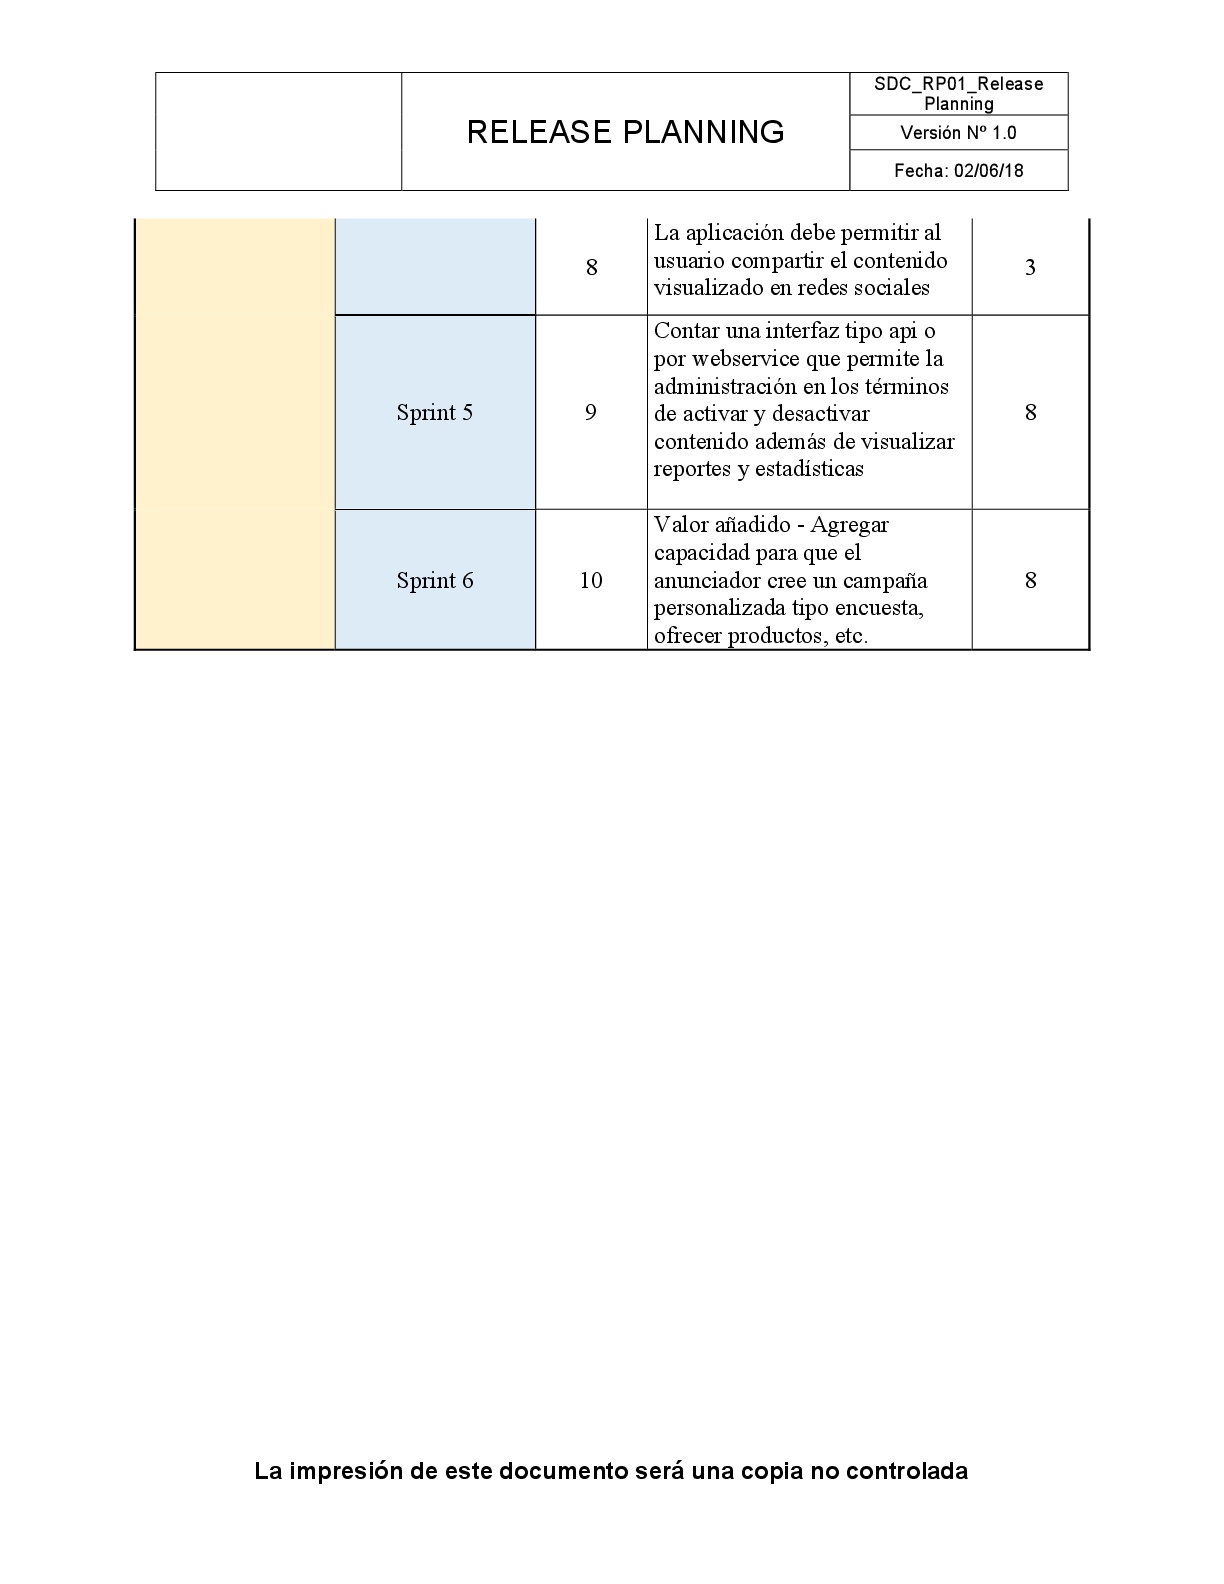 RELEASE PLANNING
SDC_RP01_Release
Planning
Versión Nº 1.0
Fecha: 02/06/18
8
La aplicación debe permitir al
usuario compartir el contenido
visualizado en redes sociales
3
Sprint 5
9
Contar una interfaz tipo api o
por webservice que permite la
administración en los términos
de activar y desactivar
contenido además de visualizar
reportes y estadísticas
8
Sprint 6
10
Valor añadido - Agregar
capacidad para que el
anunciador cree un campaña
personalizada tipo encuesta,
ofrecer productos, etc.
8
La impresión de este documento será una copia no controlada